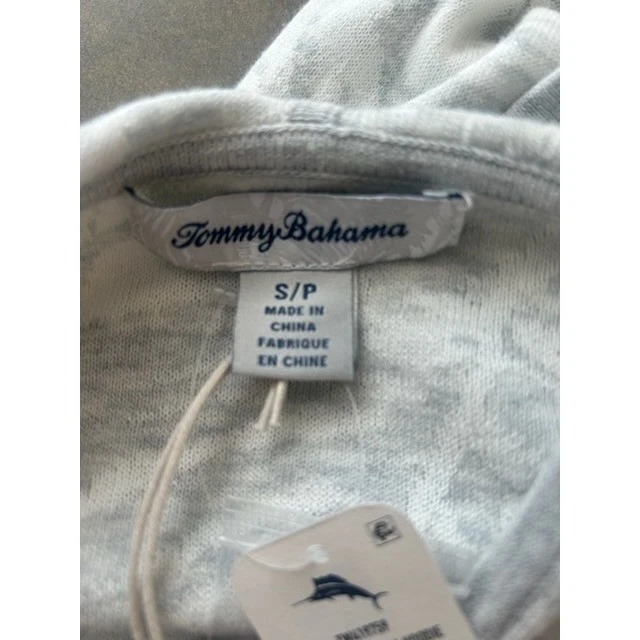 Tommy Bahama
S/P
MADE IN
CHINA
FABRIQUE
EN CHINE